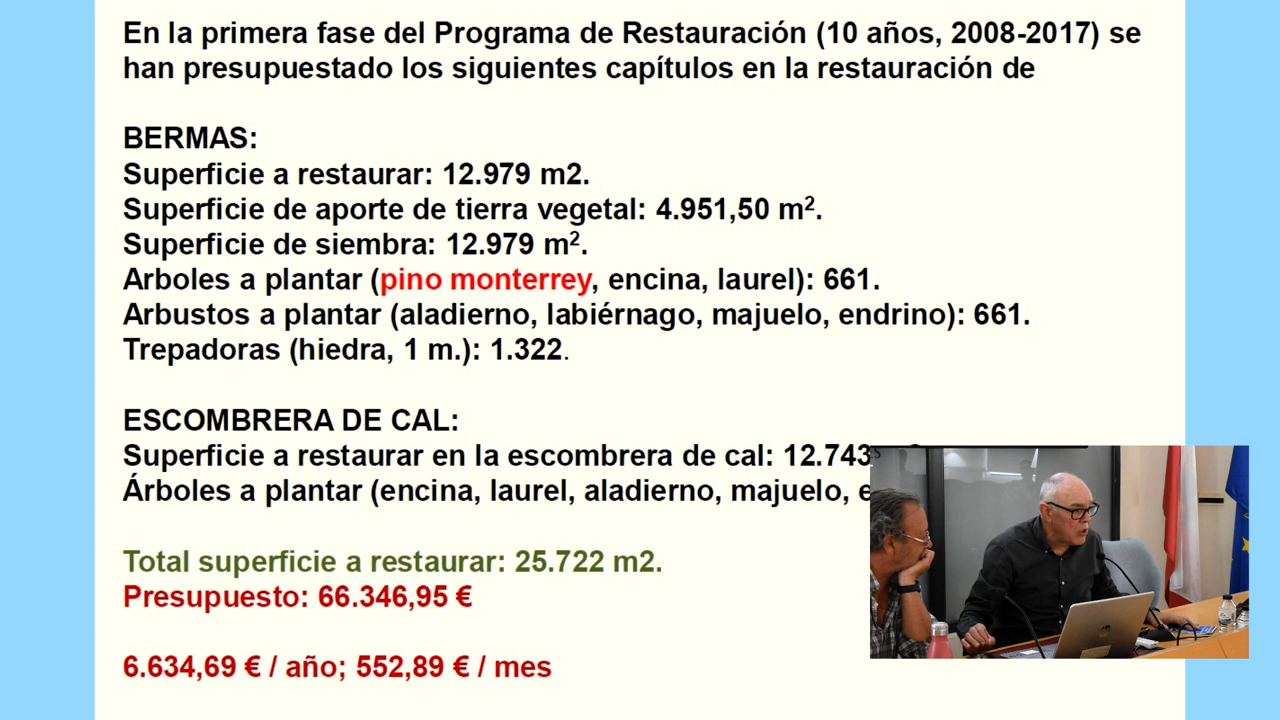 En la primera fase del Programa de Restauración (10 años, 2008-2017) se
han presupuestado los siguientes capítulos en la restauración de
BERMAS:
Superficie a restaurar: 12.979 m2.
Superficie de aporte de tierra vegetal: 4.951,50 m².
Superficie de siembra: 12.979 m².
Arboles a plantar (pino monterrey, encina, laurel): 661.
Arbustos a plantar (aladierno, labiérnago, majuelo, endrino): 661.
Trepadoras (hiedra, 1 m.): 1.322.
ESCOMBRERA DE CAL:
Superficie a restaurar en la escombrera de cal: 12.743
Árboles a plantar (encina, laurel, aladierno, majuelo,
Total superficie a restaurar: 25.722 m2.
Presupuesto: 66.346,95 €
6.634,69 € / año; 552,89 € / mes